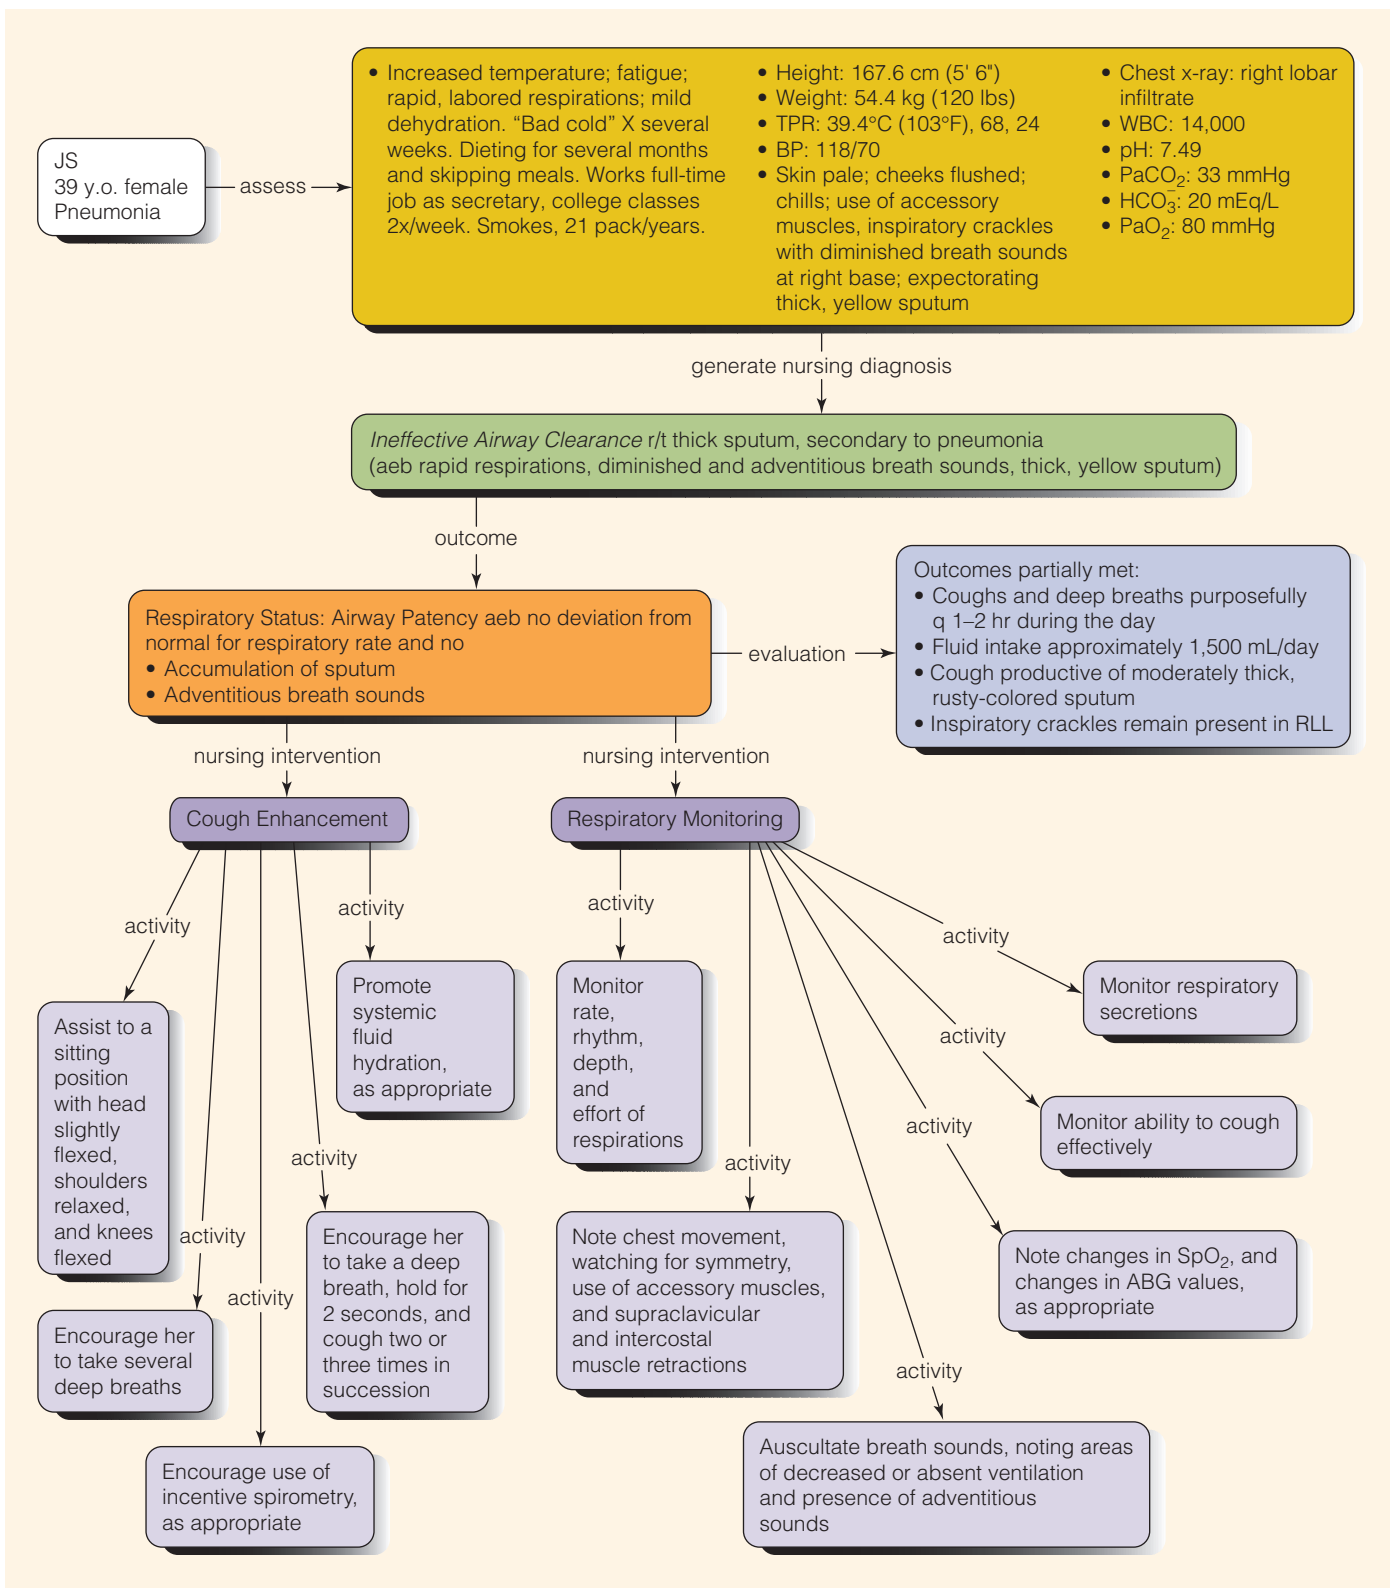 JS
39 y.o. female
Pneumonia
assess
• Increased temperature; fatigue;
rapid, labored respirations; mild
dehydration. “Bad cold” X several
weeks. Dieting for several months
and skipping meals. Works full-time
job as secretary, college classes
2x/week. Smokes, 21 pack/years.
• Height: 167.6 cm (5' 6")
• Weight: 54.4 kg (120 lbs)
• TPR: 39.4°C (103°F), 68, 24
• BP: 118/70
• Skin pale; cheeks flushed;
chills; use of accessory
muscles, inspiratory crackles
with diminished breath sounds
at right base; expectorating
thick, yellow sputum
• Chest x-ray: right lobar
infiltrate
• WBC: 14,000
• pH: 7.49
• PaCO₂: 33 mmHg
• HCO₃⁻: 20 mEq/L
• PaO₂: 80 mmHg
generate nursing diagnosis
Ineffective Airway Clearance r/t thick sputum, secondary to pneumonia
(aeb rapid respirations, diminished and adventitious breath sounds, thick, yellow sputum)
outcome
Respiratory Status: Airway Patency aeb no deviation from
normal for respiratory rate and no
• Accumulation of sputum
• Adventitious breath sounds
evaluation
Outcomes partially met:
• Coughs and deep breaths purposefully
q 1–2 hr during the day
• Fluid intake approximately 1,500 mL/day
• Cough productive of moderately thick,
rusty-colored sputum
• Inspiratory crackles remain present in RLL
nursing intervention
nursing intervention
Cough Enhancement
Respiratory Monitoring
activity
Assist to a
sitting
position
with head
slightly
flexed,
shoulders
relaxed,
and knees
flexed
activity
Encourage her
to take several
deep breaths
activity
Encourage use of
incentive spirometry,
as appropriate
activity
Encourage her
to take a deep
breath, hold for
2 seconds, and
cough two or
three times in
succession
activity
Promote
systemic
fluid
hydration,
as appropriate
activity
Monitor
rate,
rhythm,
depth,
and
effort of
respirations
activity
Note chest movement,
watching for symmetry,
use of accessory muscles,
and supraclavicular
and intercostal
muscle retractions
activity
Auscultate breath sounds, noting areas
of decreased or absent ventilation
and presence of adventitious
sounds
activity
Note changes in SpO₂, and
changes in ABG values,
as appropriate
activity
Monitor ability to cough
effectively
activity
Monitor respiratory
secretions